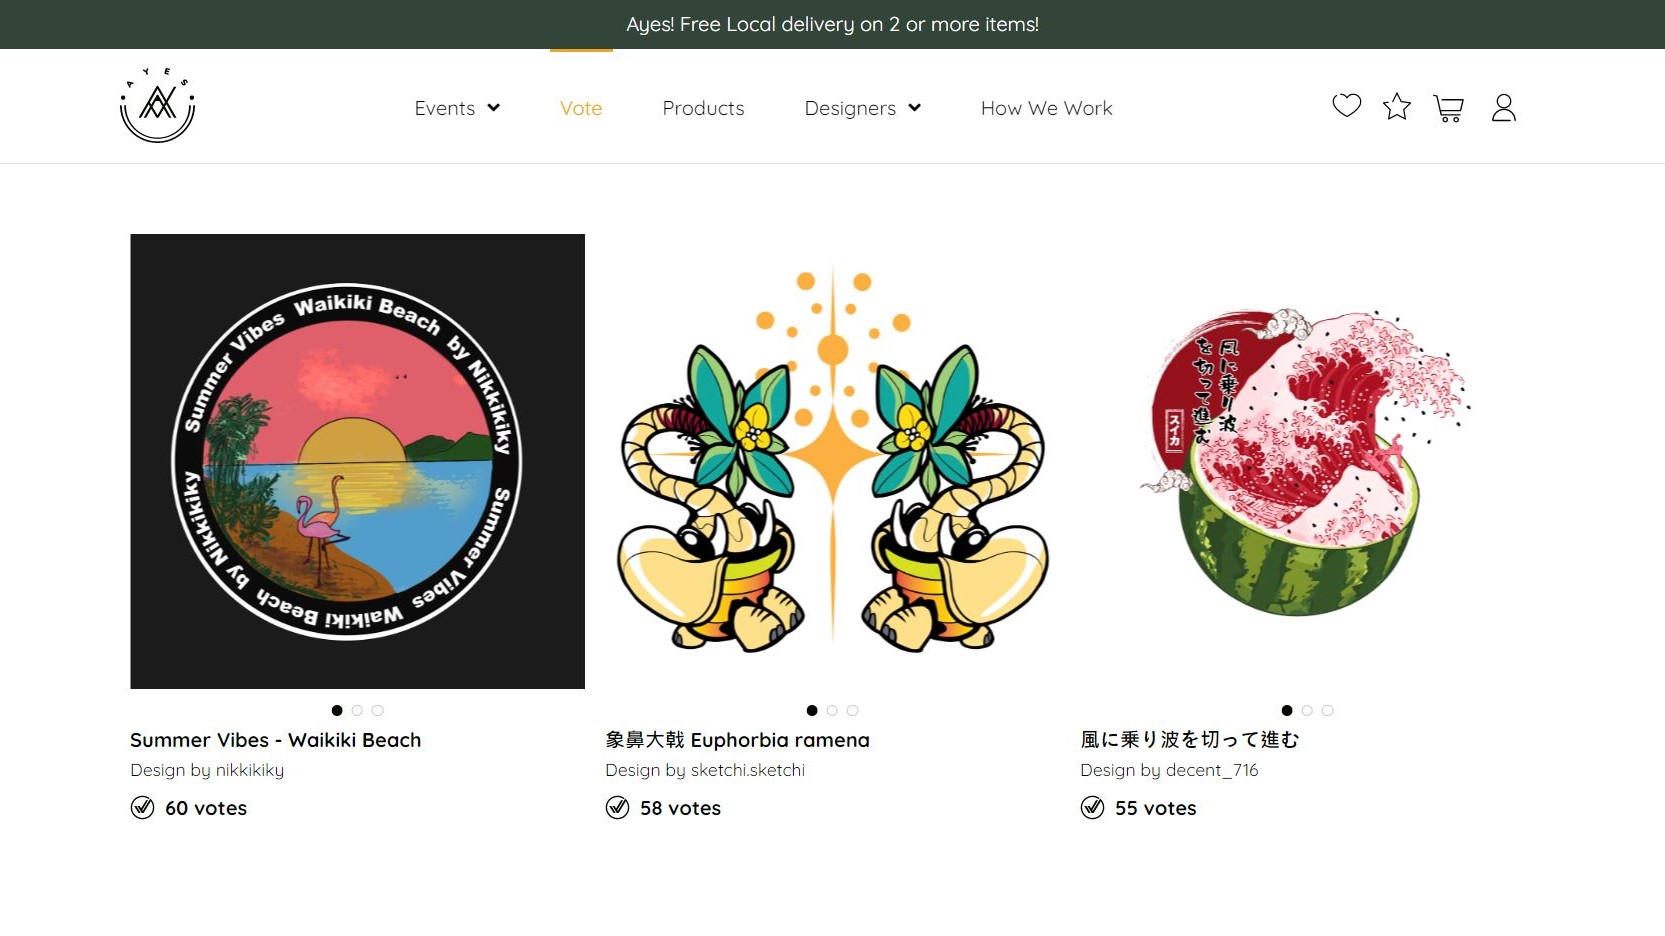 Ayes! Free Local delivery on 2 or more items!
AYES
Events
Vote
Products
Designers
How We Work
Summer Vibes Waikiki Beach by Nikkikiky
Summer Vibes Waikiki Beach by Nikkikiky
風に乗り波
を切って進む
スイカ
Summer Vibes - Waikiki Beach
Design by nikkikiky
60 votes
象鼻大戟 Euphorbia ramena
Design by sketchi.sketchi
58 votes
風に乗り波を切って進む
Design by decent_716
55 votes